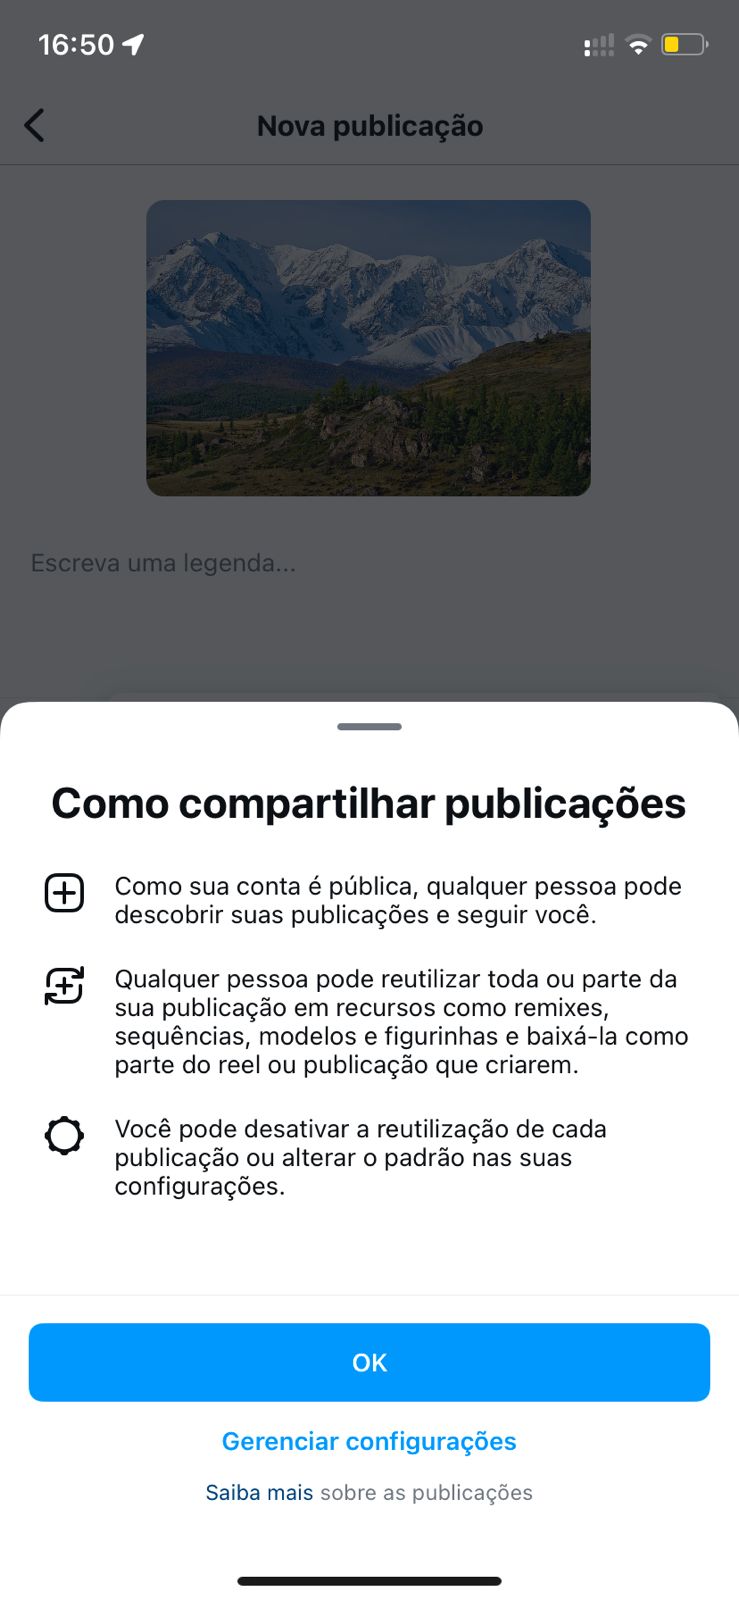 16:50
Nova publicação
Escreva uma legenda...
Como compartilhar publicações
Como sua conta é pública, qualquer pessoa pode
descobrir suas publicações e seguir você.
Qualquer pessoa pode reutilizar toda ou parte da
sua publicação em recursos como remixes,
sequências, modelos e figurinhas e baixá-la como
parte do reel ou publicação que criarem.
Você pode desativar a reutilização de cada
publicação ou alterar o padrão nas suas
configurações.
OK
Gerenciar configurações
Saiba mais sobre as publicações